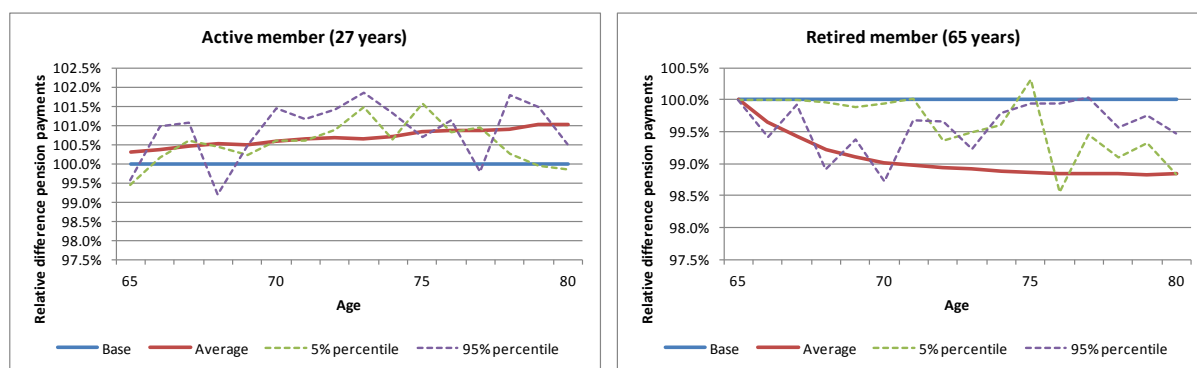 Active member (27 years)
Relative difference pension payments
102.5%
102.0%
101.5%
101.0%
100.5%
100.0%
99.5%
99.0%
98.5%
98.0%
97.5%
65 70 75 80
Age
Base Average 5% percentile 95% percentile
Retired member (65 years)
Relative difference pension payments
100.5%
100.0%
99.5%
99.0%
98.5%
98.0%
97.5%
65 70 75 80
Age
Base Average 5% percentile 95% percentile